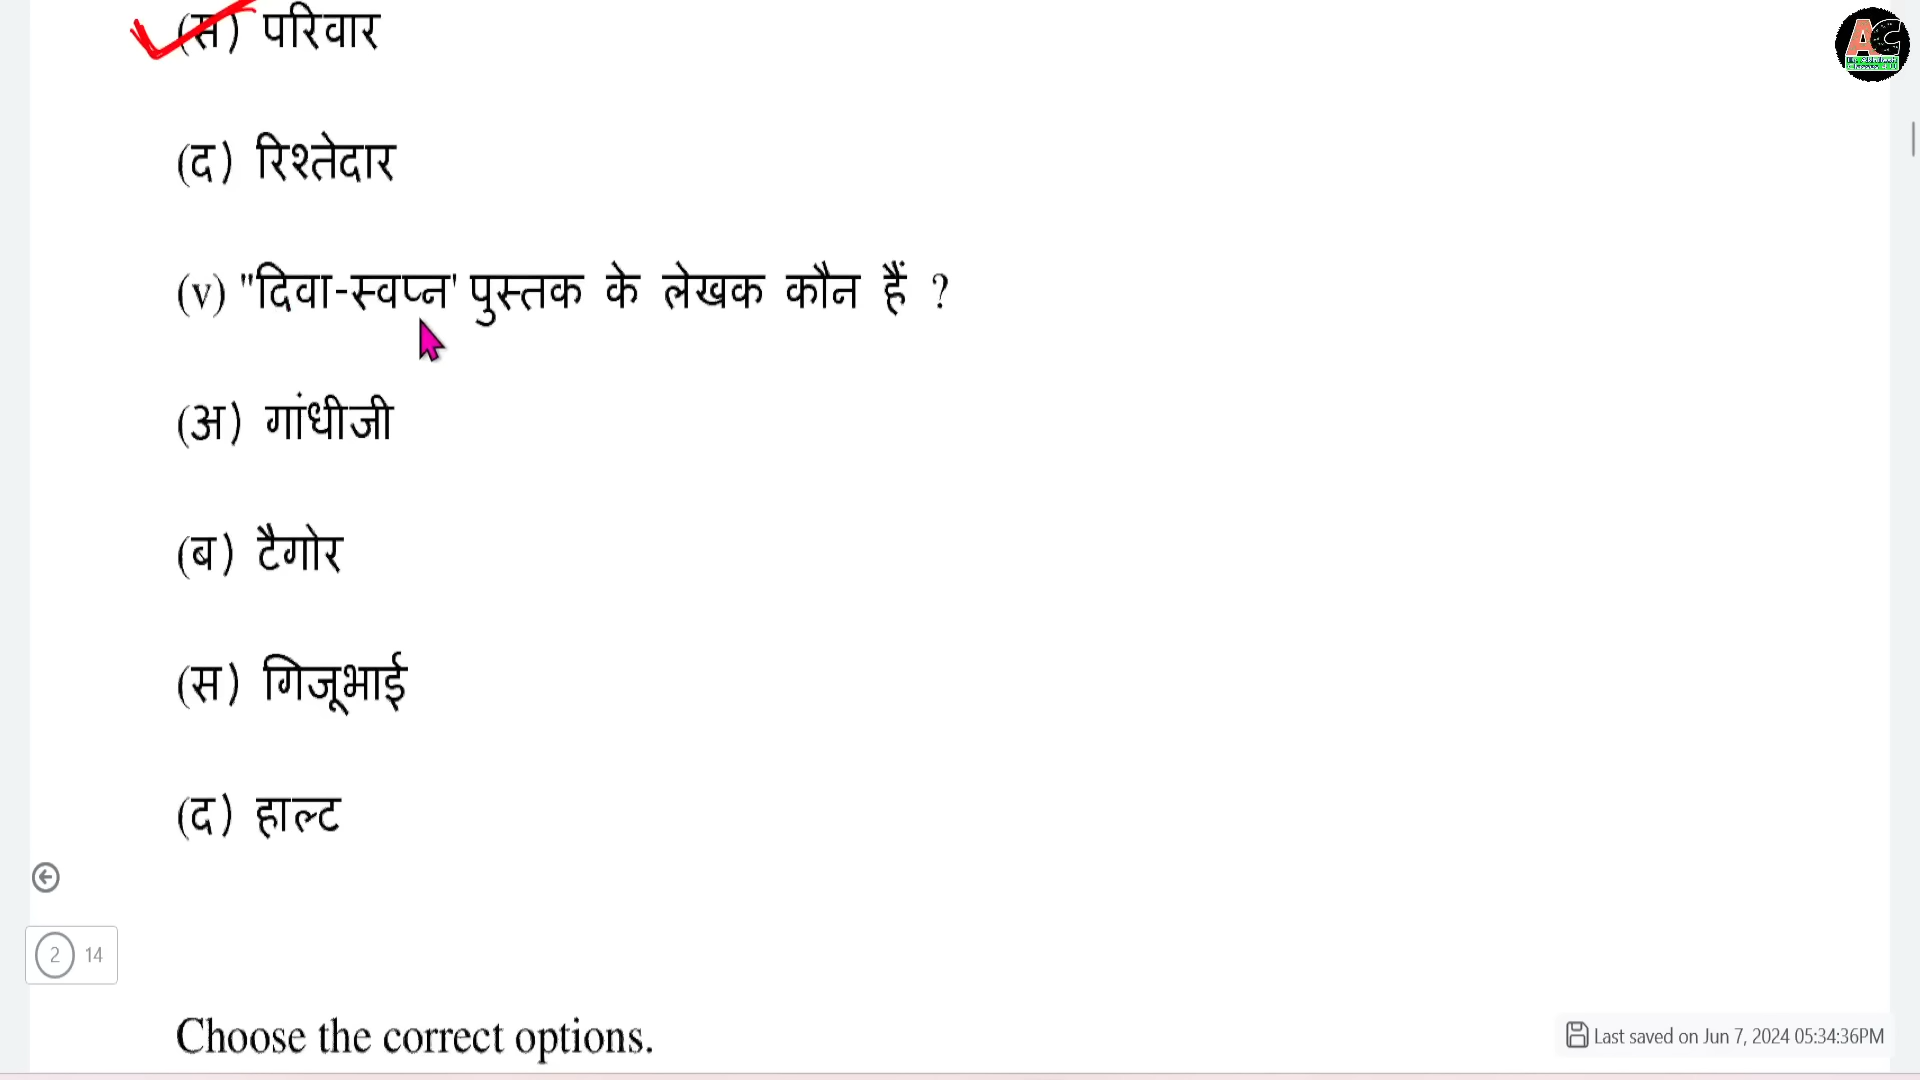 (स) परिवार
(द) रिश्तेदार
(v) "दिवा-स्वप्न' पुस्तक के लेखक कौन हैं ?
(अ) गांधीजी
(ब) टैगोर
(स) गिजूभाई
(द) हाल्ट
2 14
Choose the correct options.
Last saved on Jun 7, 2024 05:34:36PM
AC